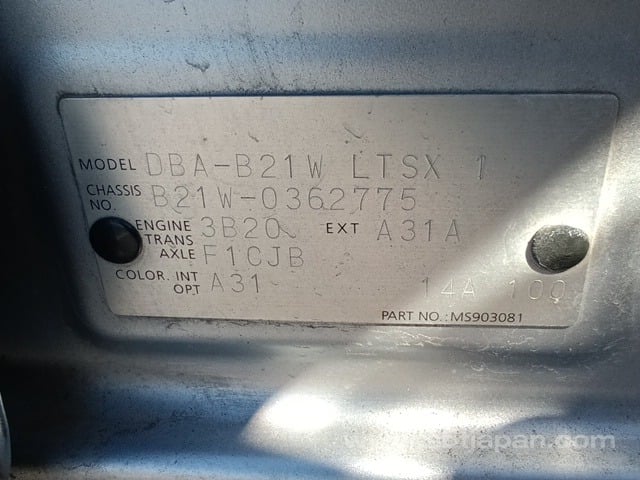 MODEL DBA-B21W LTSX 1
CHASSIS NO. B21W-0362775
ENGINE 3B20 EXT A31A
TRANS AXLE F1CJB
COLOR. INT OPT A31
14A 100
PART NO.:MS903081